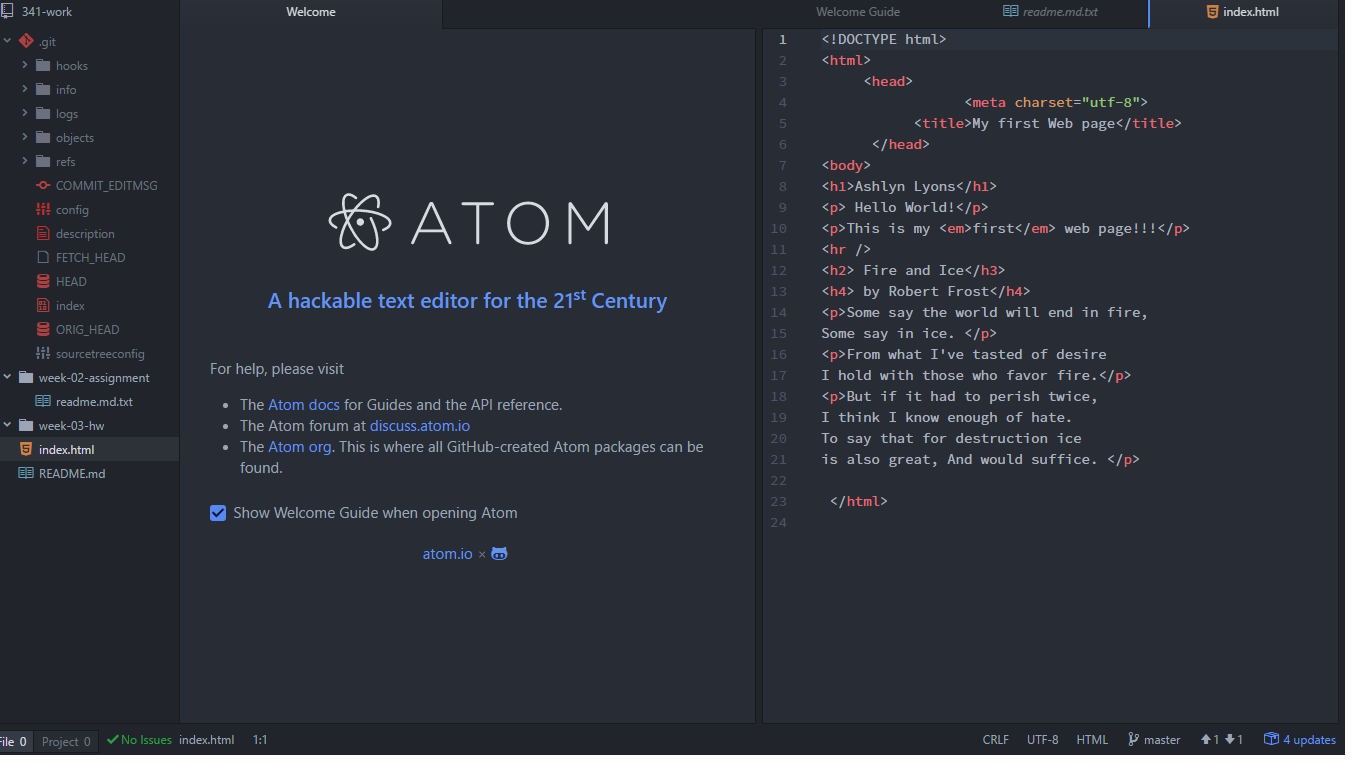 341-work
.git
hooks
info
logs
objects
refs
COMMIT_EDITMSG
config
description
FETCH_HEAD
HEAD
index
ORIG_HEAD
sourcetreeconfig
week-02-assignment
readme.md.txt
week-03-hw
index.html
README.md
Welcome
ATOM
A hackable text editor for the 21st Century
For help, please visit
• The Atom docs for Guides and the API reference.
• The Atom forum at discuss.atom.io
• The Atom org. This is where all GitHub-created Atom packages can be
found.
Show Welcome Guide when opening Atom
atom.io ×
Welcome Guide readme.md.txt index.html
1 <!DOCTYPE html>
2 <html>
3 <head>
4 <meta charset="utf-8">
5 <title>My first Web page</title>
6 </head>
7 <body>
8 <h1>Ashlyn Lyons</h1>
9 <p> Hello World!</p>
10 <p>This is my <em>first</em> web page!!!</p>
11 <hr />
12 <h2> Fire and Ice</h3>
13 <h4> by Robert Frost</h4>
14 <p>Some say the world will end in fire,
15 Some say in ice. </p>
16 <p>From what I've tasted of desire
17 I hold with those who favor fire.</p>
18 <p>But if it had to perish twice,
19 I think I know enough of hate.
20 To say that for destruction ice
21 is also great, And would suffice. </p>
22
23 </html>
24
File 0 Project 0 No Issues index.html 1:1 CRLF UTF-8 HTML master 1 1 4 updates